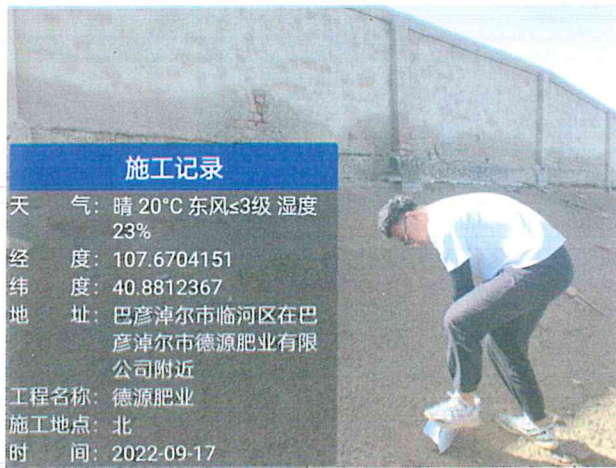 施工记录
天 气：晴 20°C 东风≤3级 湿度
23%
经 度：107.6704151
纬 度：40.8812367
地 址：巴彦淖尔市临河区在巴
彦淖尔市德源肥业有限
公司附近
工程名称：德源肥业
施工地点：北
时 间：2022-09-17